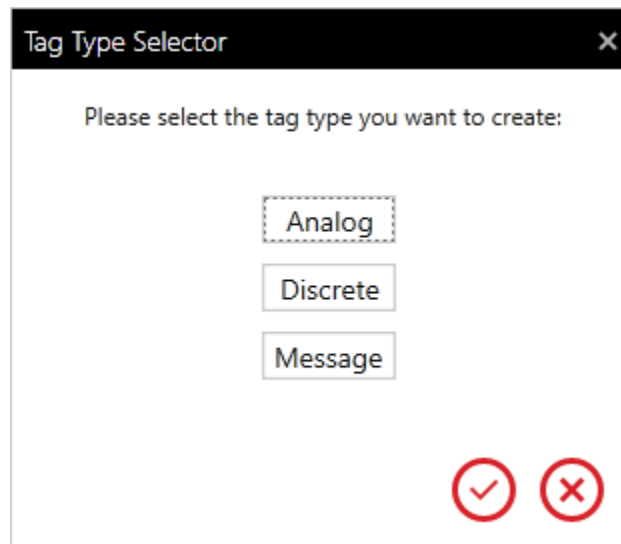 Tag Type Selector
Please select the tag type you want to create:
Analog
Discrete
Message